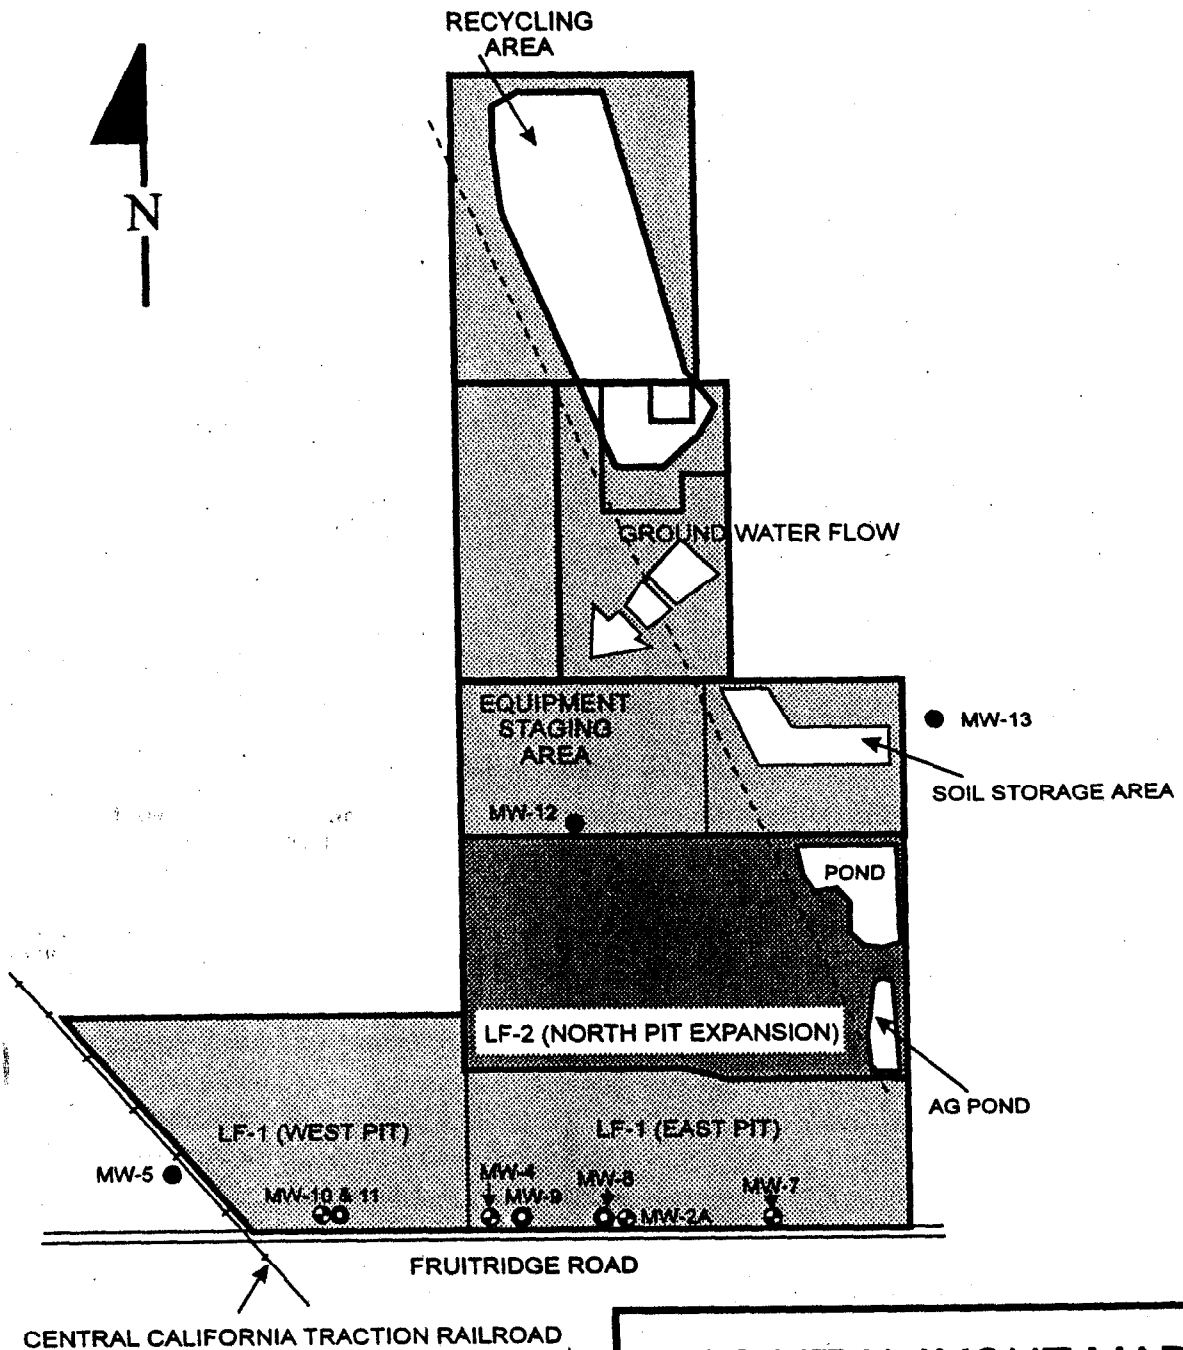 RECYCLING
AREA
N
GROUND WATER FLOW
EQUIPMENT
STAGING
AREA
MW-13
SOIL STORAGE AREA
MW-12
POND
LF-2 (NORTH PIT EXPANSION)
AG POND
LF-1 (WEST PIT)
LF-1 (EAST PIT)
MW-5
MW-4
MW-10 & 11
MW-9
MW-7
MW-2A
FRUITRIDGE ROAD
CENTRAL CALIFORNIA TRACTION RAILROAD